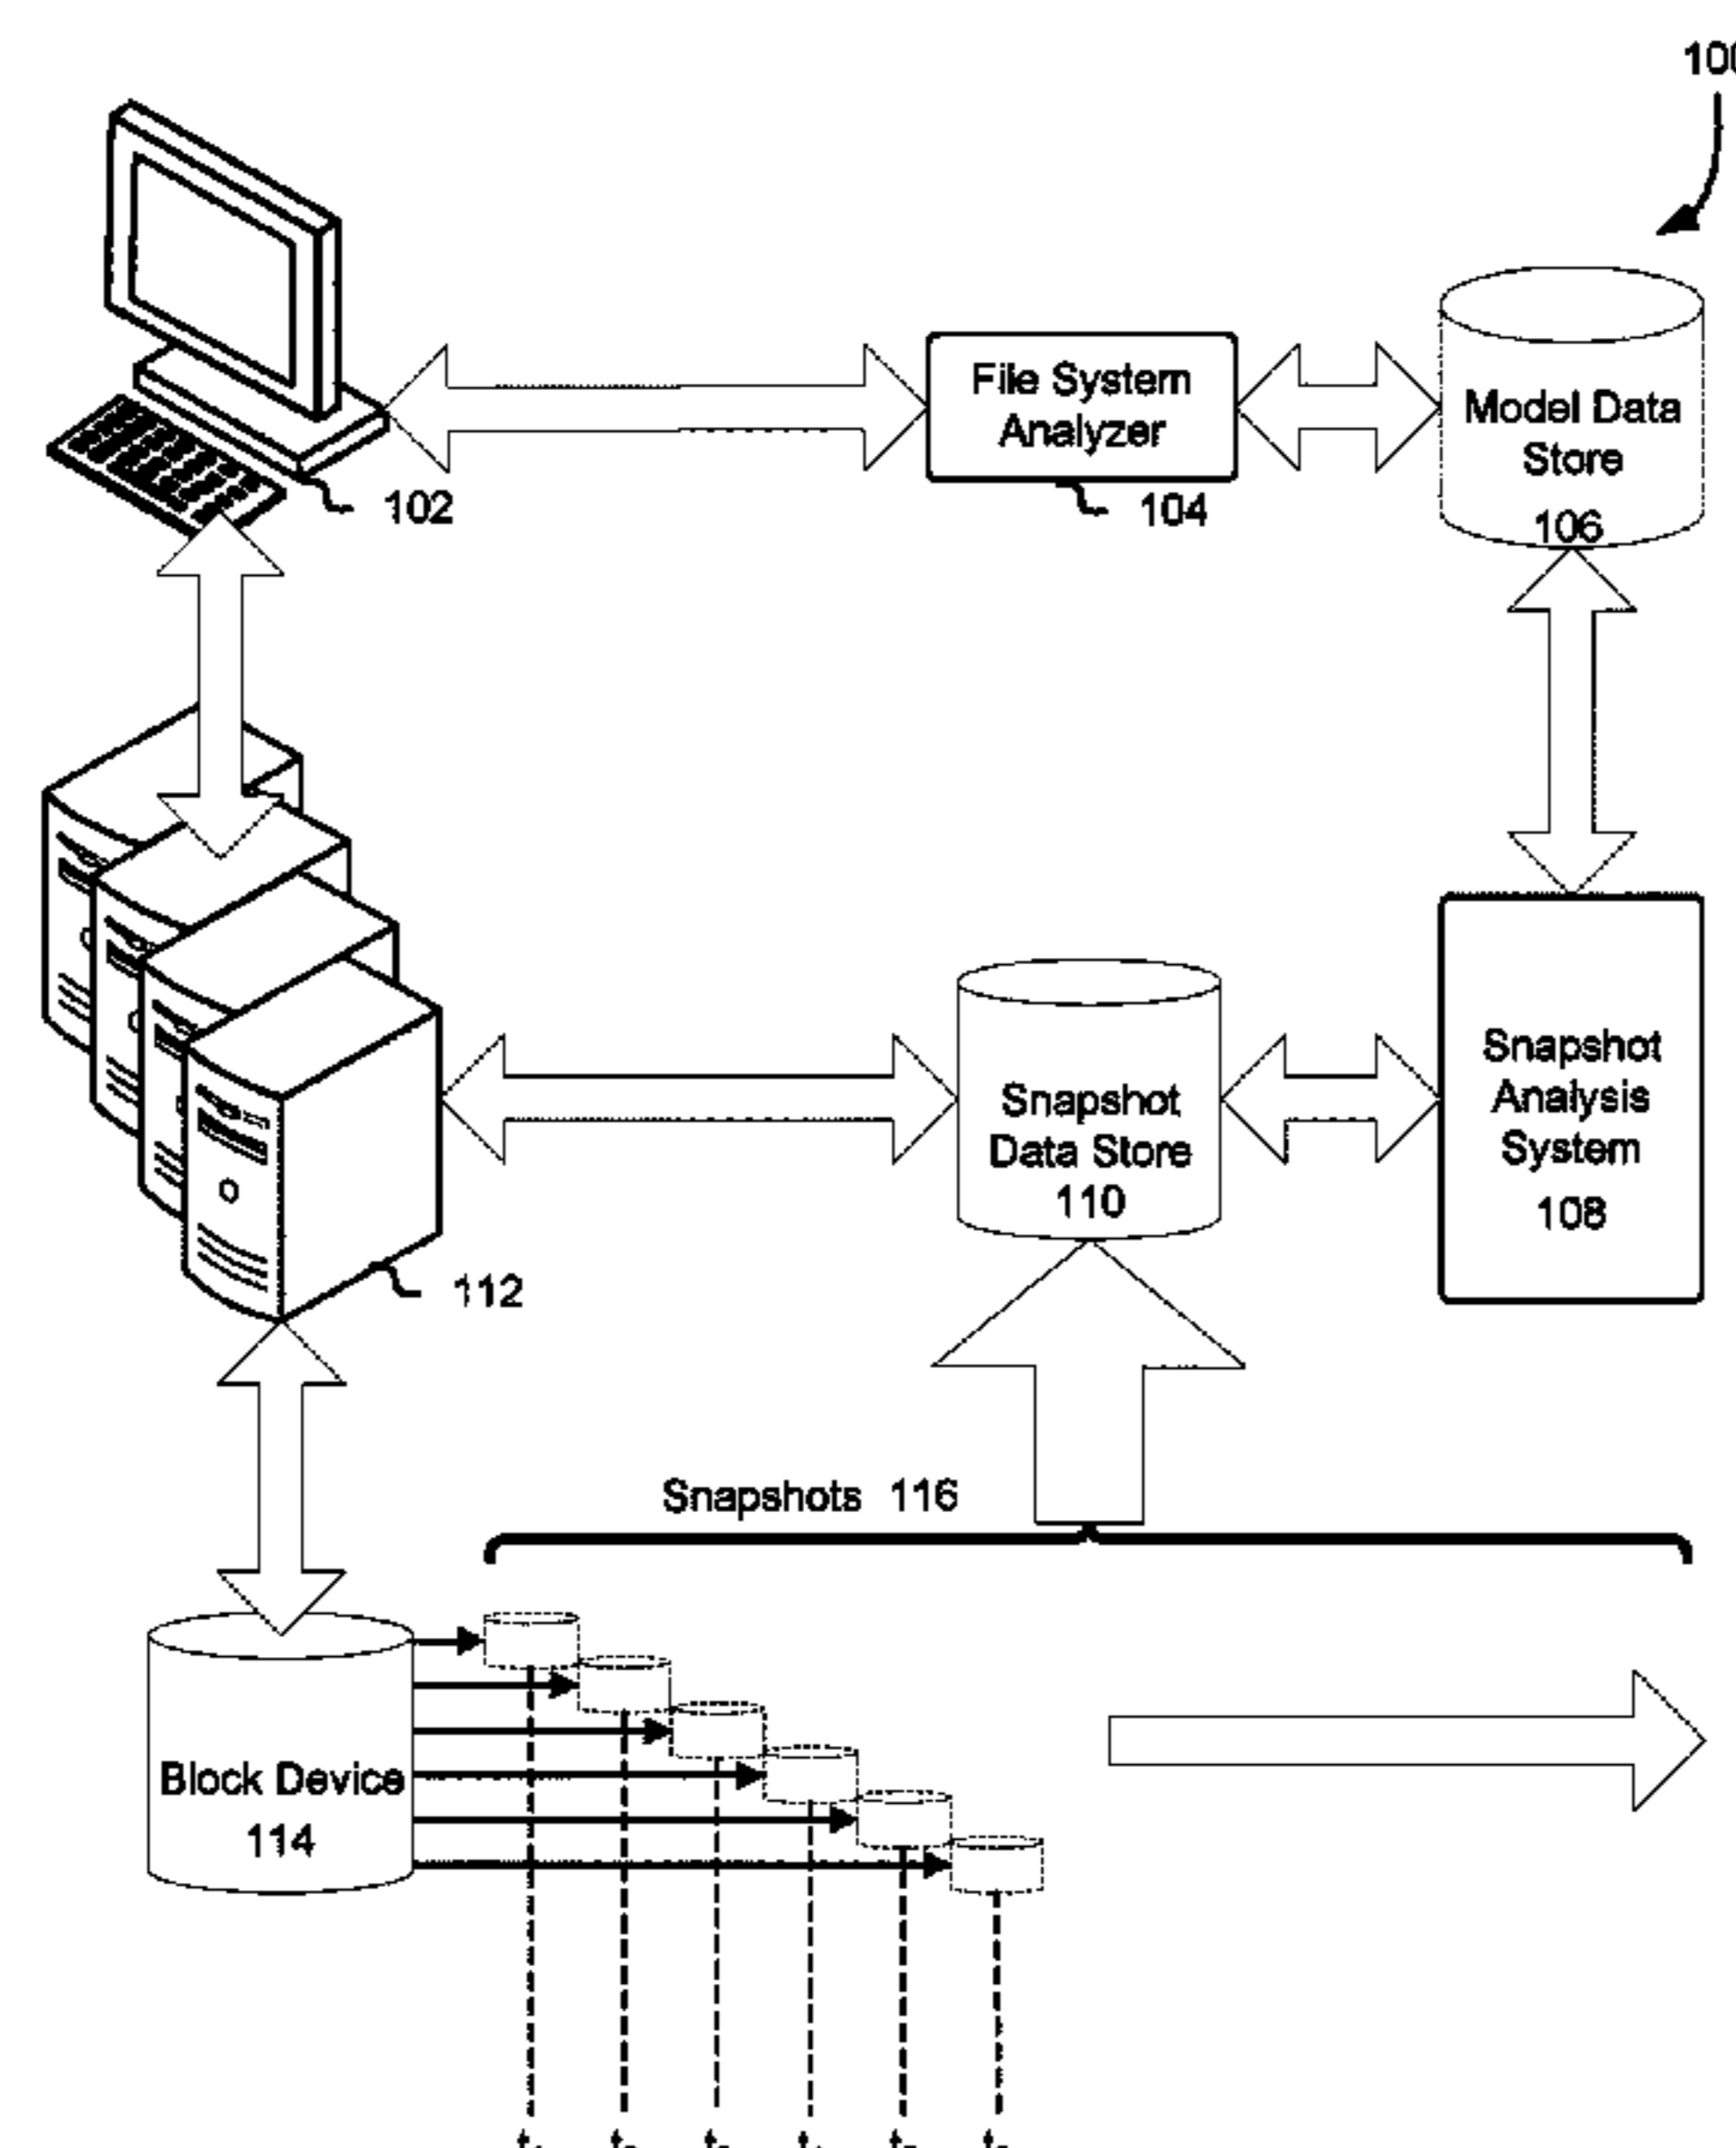 File System
Analyzer
Model Data
Store
106
102
104
Snapshot
Data Store
110
Snapshot
Analysis
System
108
112
Snapshots 116
Block Device
114